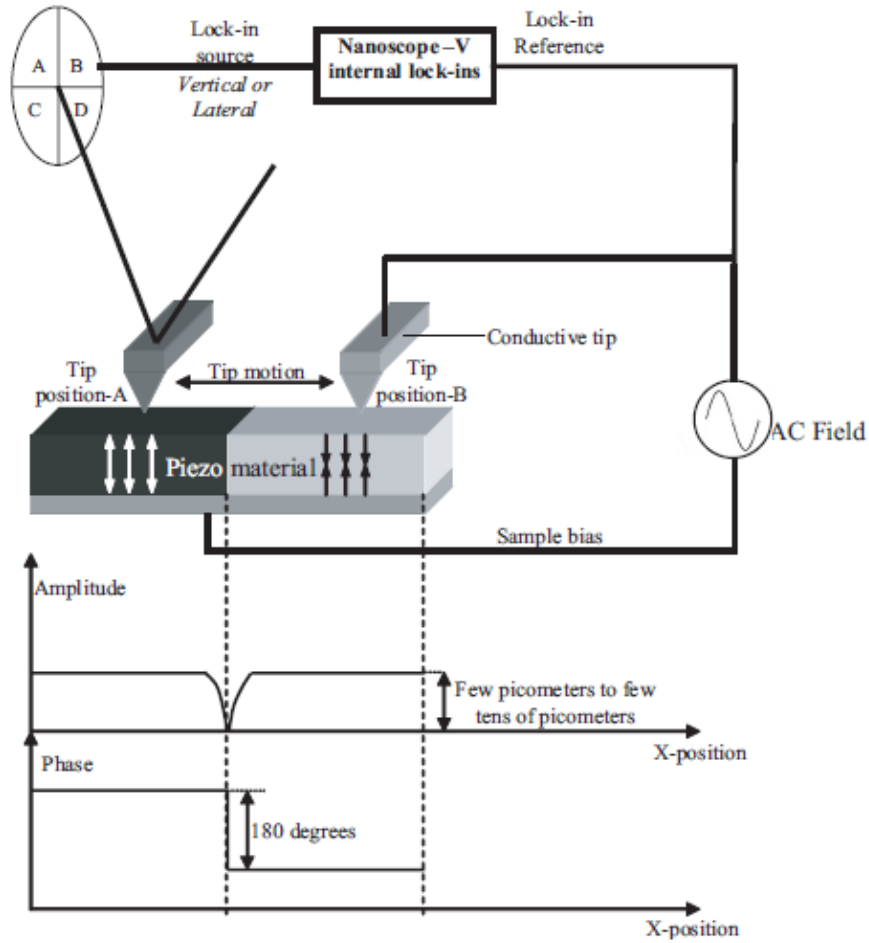 A B
C D
Lock-in
source
Vertical or
Lateral
Nanoscope–V
internal lock-ins
Lock-in
Reference
Conductive tip
Tip
position-A
Tip motion
Tip
position-B
Piezo material
AC Field
Sample bias
Amplitude
Few picometers to few
tens of picometers
X-position
Phase
180 degrees
X-position